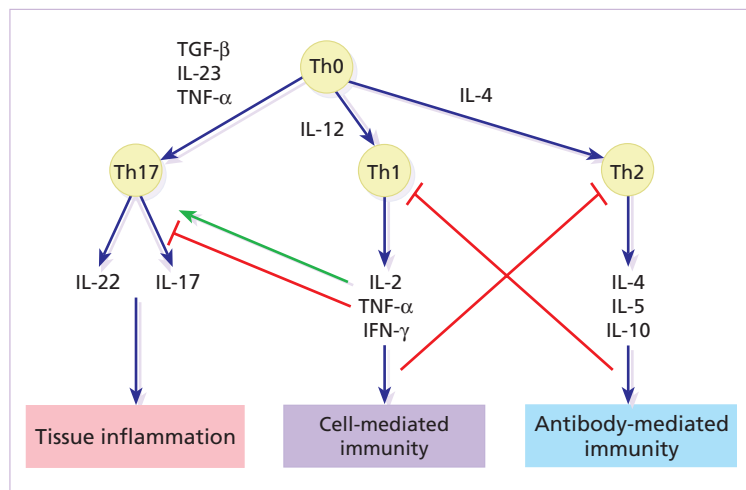 TGF-β
IL-23
TNF-α
Th0
IL-4
IL-12
Th17
Th1
Th2
IL-22
IL-17
IL-2
TNF-α
IFN-γ
IL-4
IL-5
IL-10
Tissue inflammation
Cell-mediated
immunity
Antibody-mediated
immunity